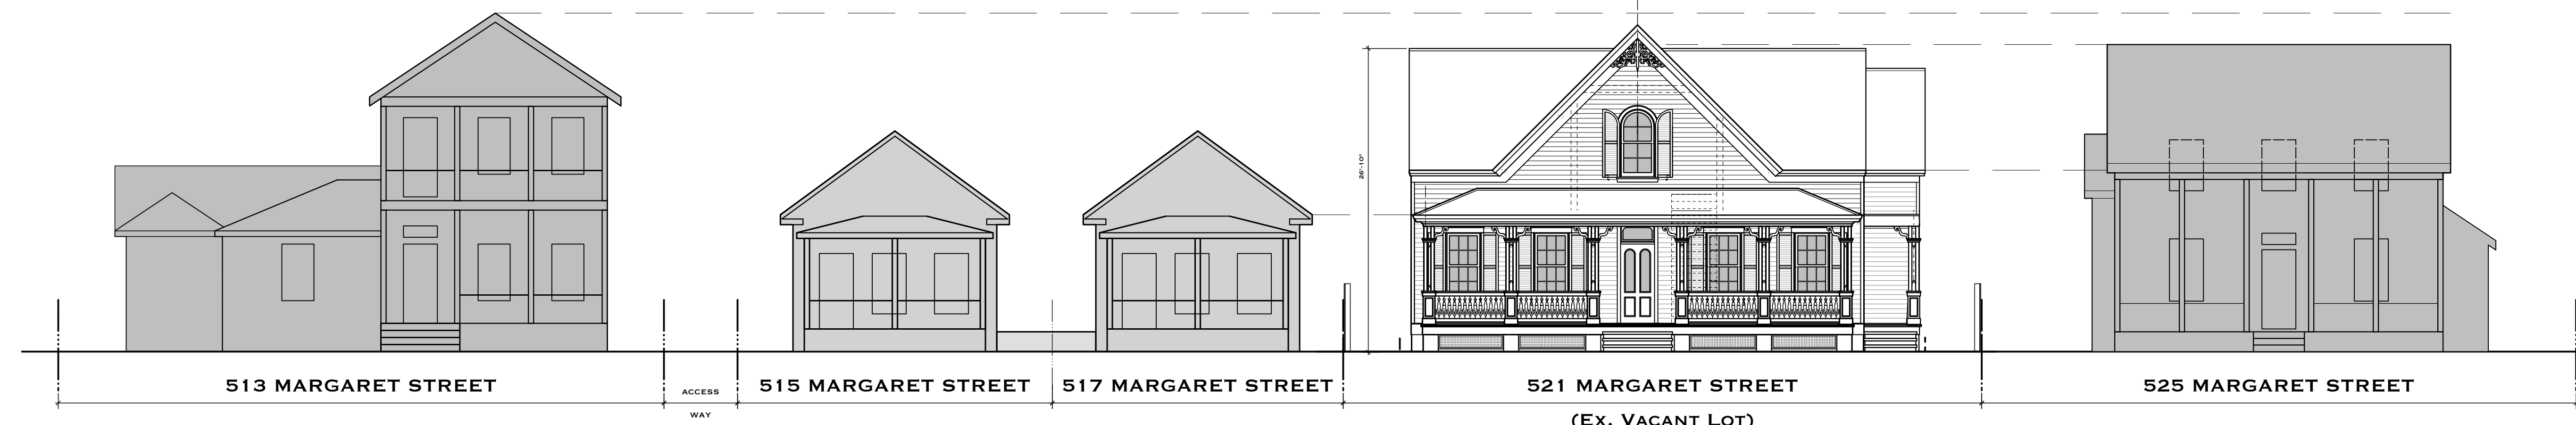 26'-10"
513 MARGARET STREET
ACCESS
WAY
515 MARGARET STREET
517 MARGARET STREET
521 MARGARET STREET
(EX. VACANT LOT)
525 MARGARET STREET